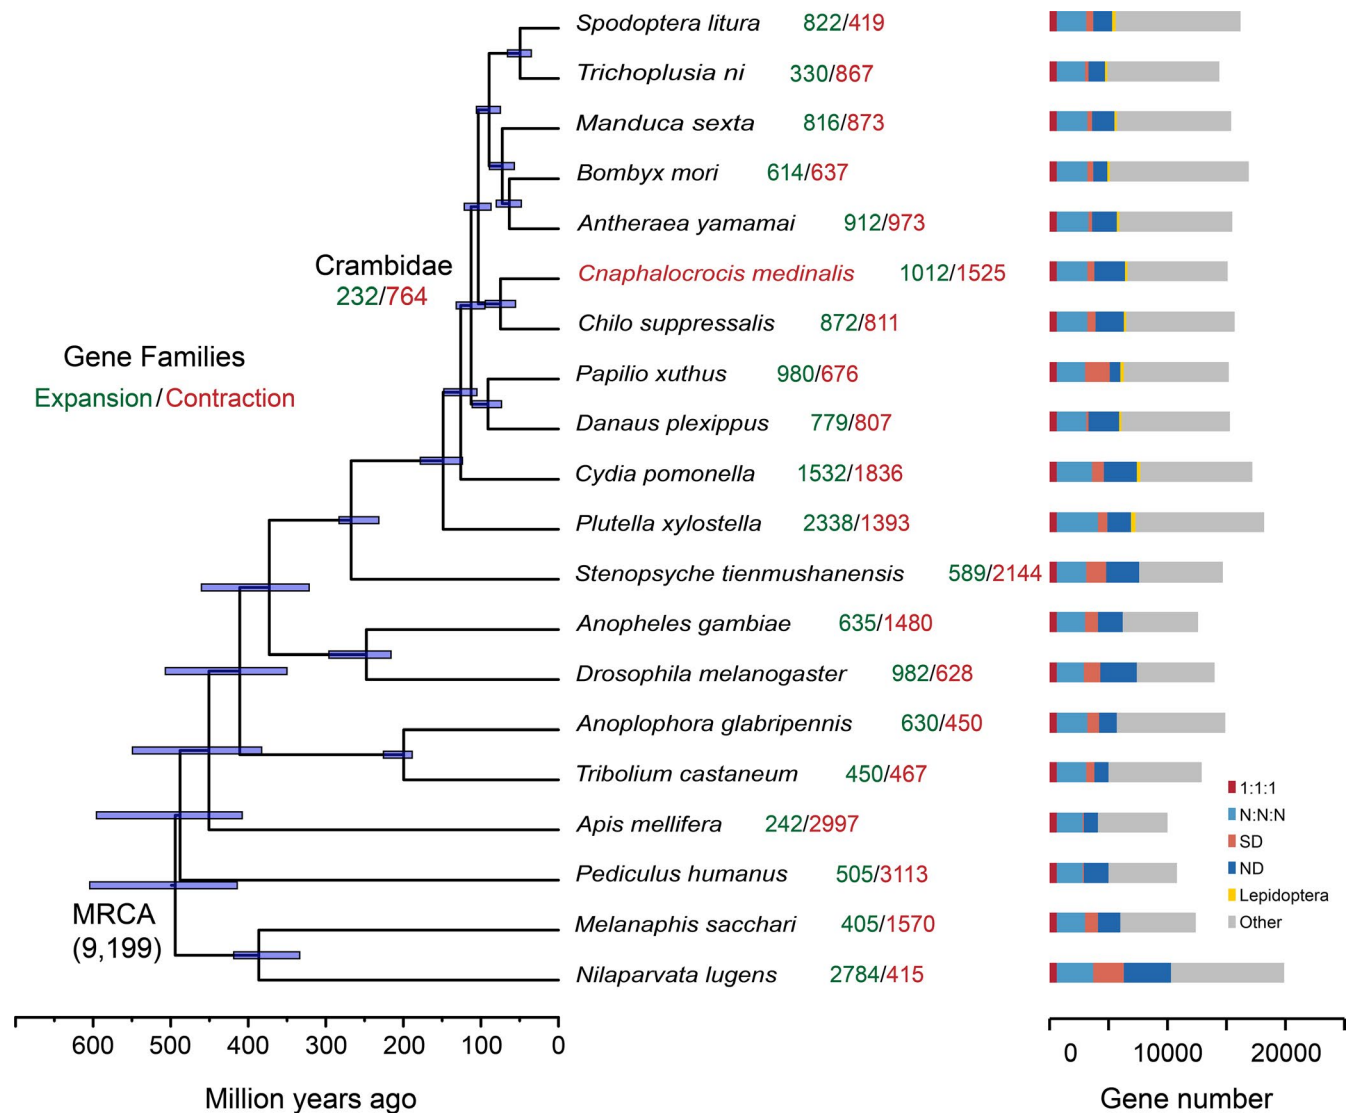 Spodoptera litura 822/419
Trichoplusia ni 330/867
Manduca sexta 816/873
Bombyx mori 614/637
Antheraea yamamai 912/973
Crambidae
232/764
Cnaphalocrocis medinalis 1012/1525
Chilo suppressalis 872/811
Gene Families
Expansion/Contraction
Papilio xuthus 980/676
Danaus plexippus 779/807
Cydia pomonella 1532/1836
Plutella xylostella 2338/1393
Stenopsyche tienmushanensis 589/2144
Anopheles gambiae 635/1480
Drosophila melanogaster 982/628
Anoplophora glabripennis 630/450
Tribolium castaneum 450/467
Apis mellifera 242/2997
Pediculus humanus 505/3113
MRCA
(9,199)
Melanaphis sacchari 405/1570
Nilaparvata lugens 2784/415
1:1:1
N:N:N
SD
ND
Lepidoptera
Other
600 500 400 300 200 100 0
Million years ago
0 10000 20000
Gene number